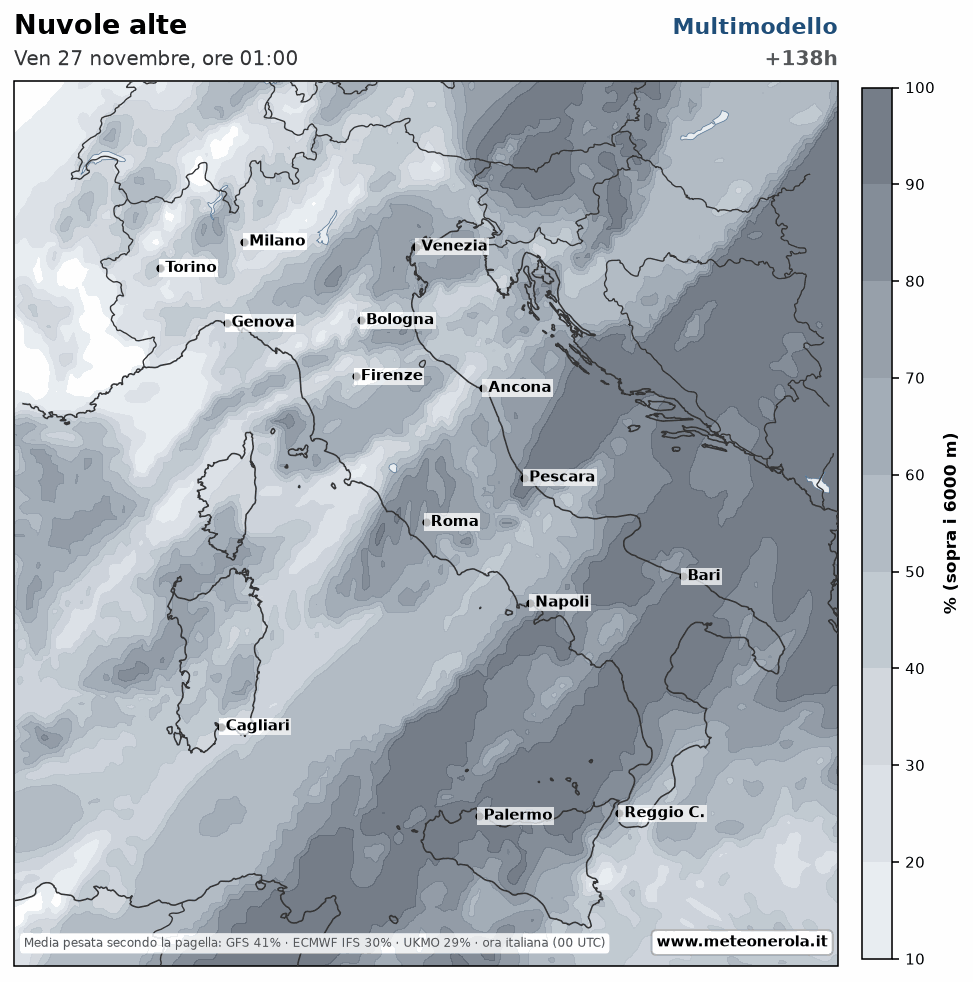 Nuvole alte
Multimodello
Ven 27 novembre, ore 01:00
+138h
Milano
Venezia
Torino
Genova
Bologna
Firenze
Ancona
Pescara
Roma
Bari
Napoli
Cagliari
Palermo
Reggio C.
100
90
80
70
60
50
40
30
20
10
% (sopra i 6000 m)
Media pesata secondo la pagella: GFS 41% · ECMWF IFS 30% · UKMO 29% · ora italiana (00 UTC)
www.meteonerola.it